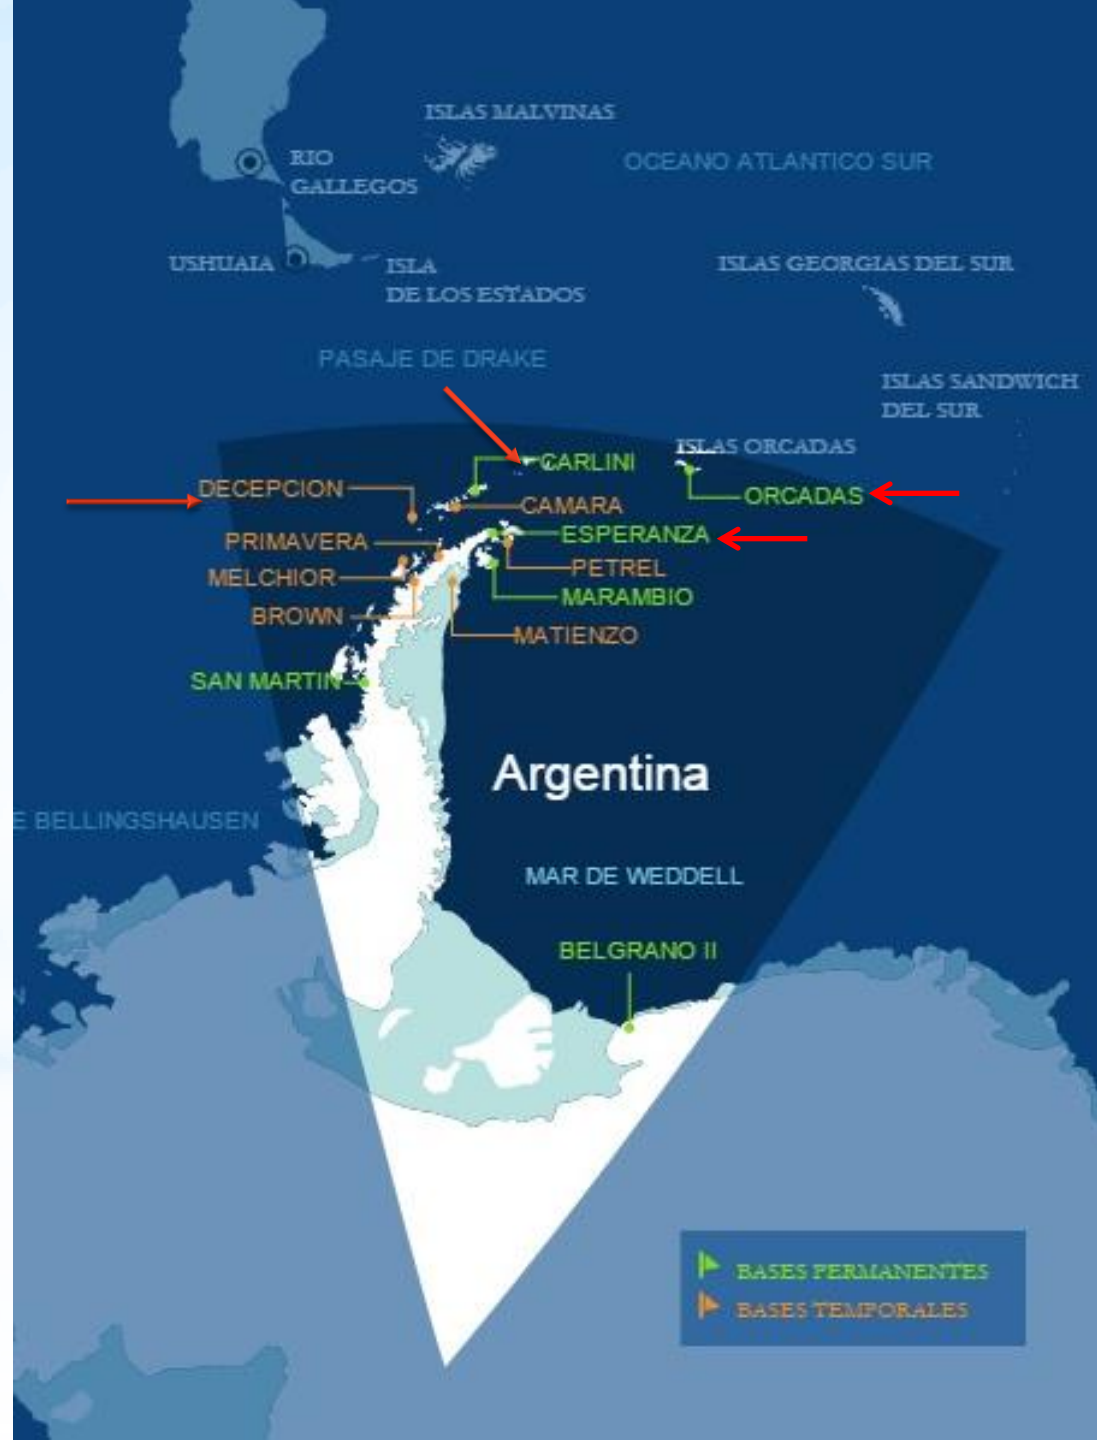 ISLAS MALVINAS
OCEANO ATLANTICO SUR
RIO
GALLEGOS
USHUAIA
ISLA
DE LOS ESTADOS
ISLAS GEORGIAS DEL SUR
PASAJE DE DRAKE
ISLAS SANDWICH
DEL SUR
ISLAS ORCADAS
CARLINI
DECEPCION
ORCADAS
CAMARA
ESPERANZA
PRIMAVERA
PETREL
MELCHIOR
MARAMBIO
BROWN
MATIENZO
SAN MARTIN
Argentina
E BELLINGSHAUSEN
MAR DE WEDDELL
BELGRANO II
BASES PERMANENTES
BASES TEMPORALES